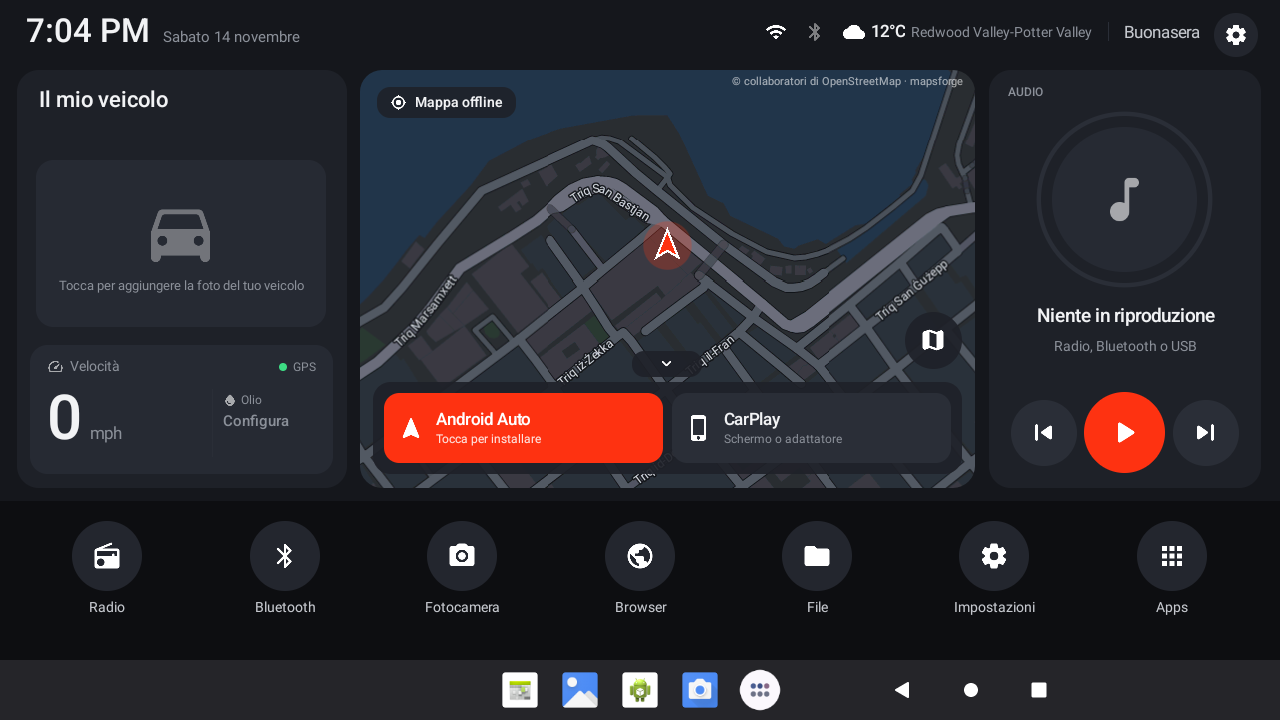 7:04 PM
Sabato 14 novembre
12°C
Redwood Valley-Potter Valley
Buonasera
Il mio veicolo
Tocca per aggiungere la foto del tuo veicolo
Velocità
GPS
0 mph
Olio
Configura
Mappa offline
© collaboratori di OpenStreetMap · mapsforge
Triq San Bastjan
Triq Marsamxett
Triq San Gużepp
Triq iż-Żekka
il-Fran
Android Auto
Tocca per installare
CarPlay
Schermo o adattatore
AUDIO
Niente in riproduzione
Radio, Bluetooth o USB
Radio
Bluetooth
Fotocamera
Browser
File
Impostazioni
Apps